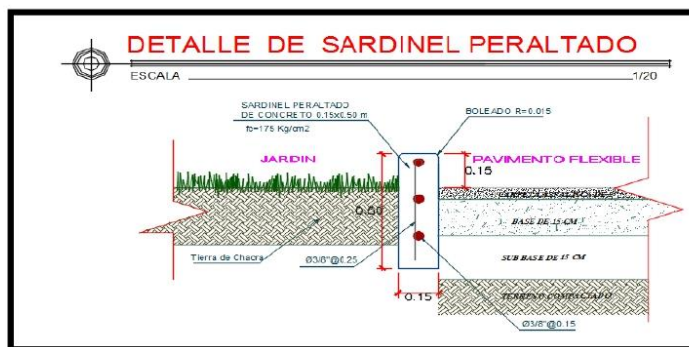 DETALLE DE SARDINEL PERALTADO
ESCALA 1/20
SARDINEL PERALTADO
DE CONCRETO 0.15x0.50 m
fc=175 Kg/cm2
BOLEADO R=0.015
JARDIN
PAVIMENTO FLEXIBLE
0.15
0.50
BASE DE 15 CM
Tierra de Chacra
Ø3/8"@0.25
SUB BASE DE 15 CM
0.15
TERRENO COMPACTADO
Ø3/8"@0.15